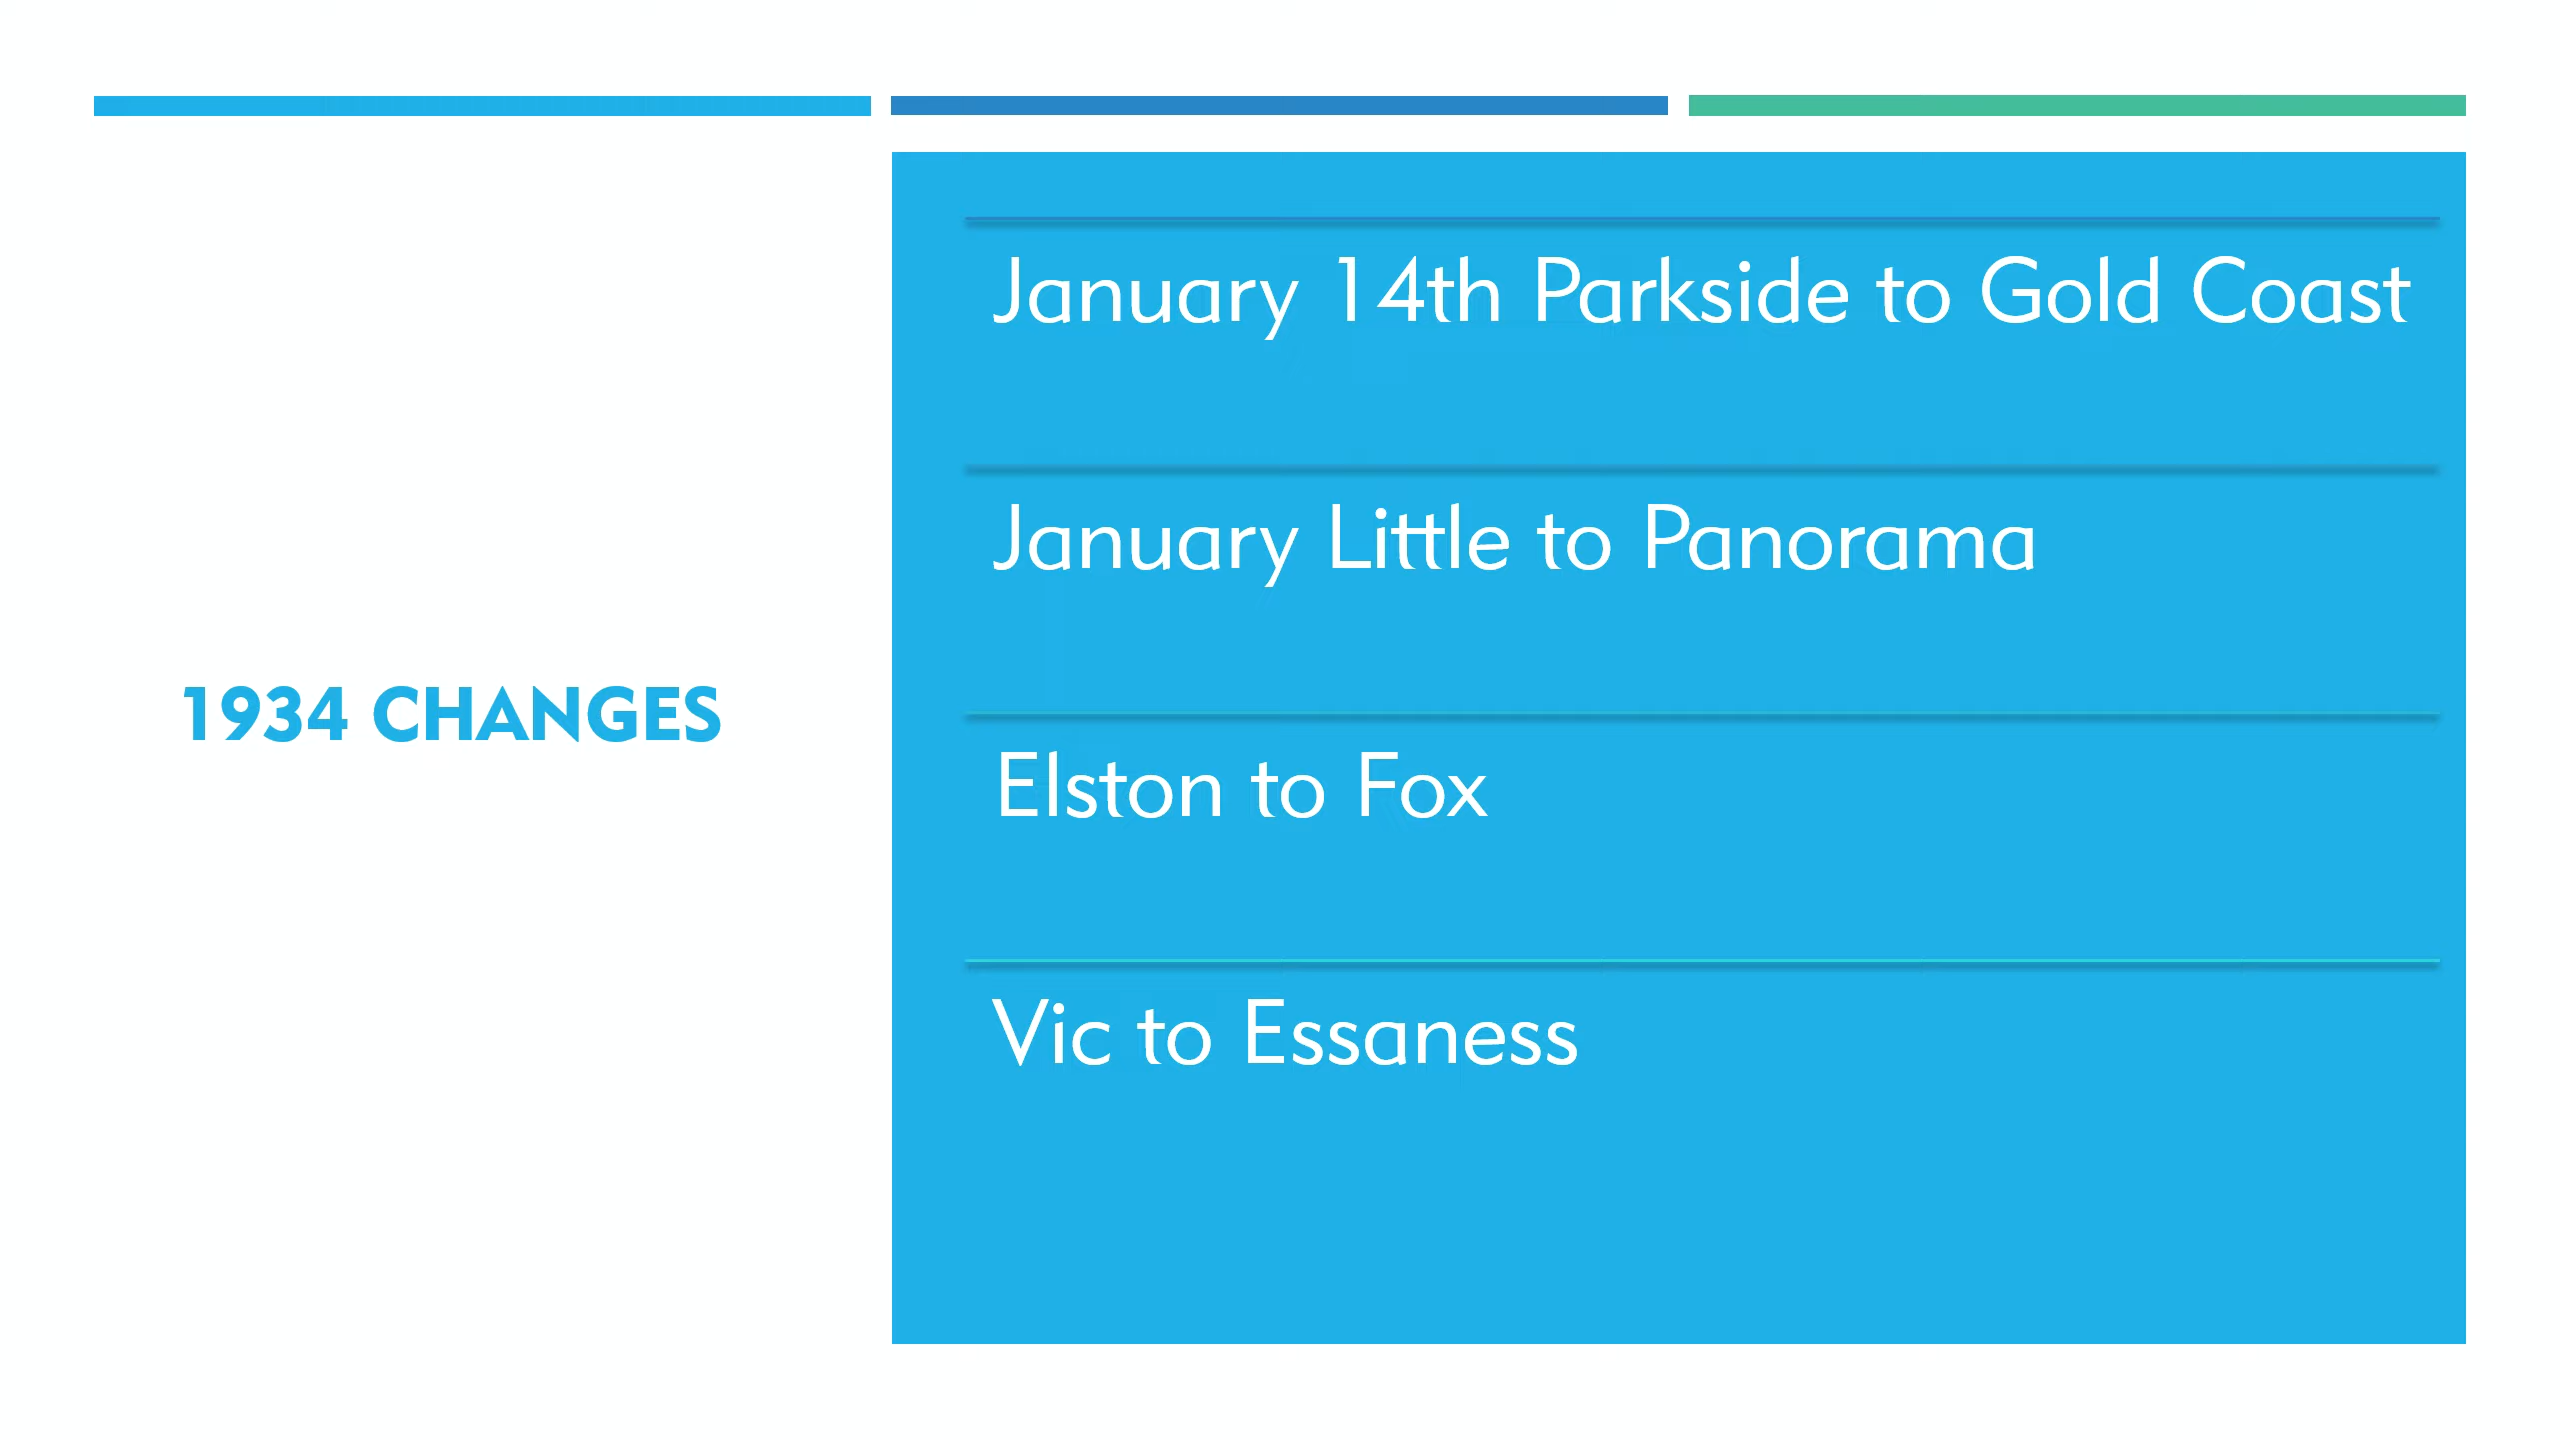 1934 CHANGES
January 14th Parkside to Gold Coast
January Little to Panorama
Elston to Fox
Vic to Essaness